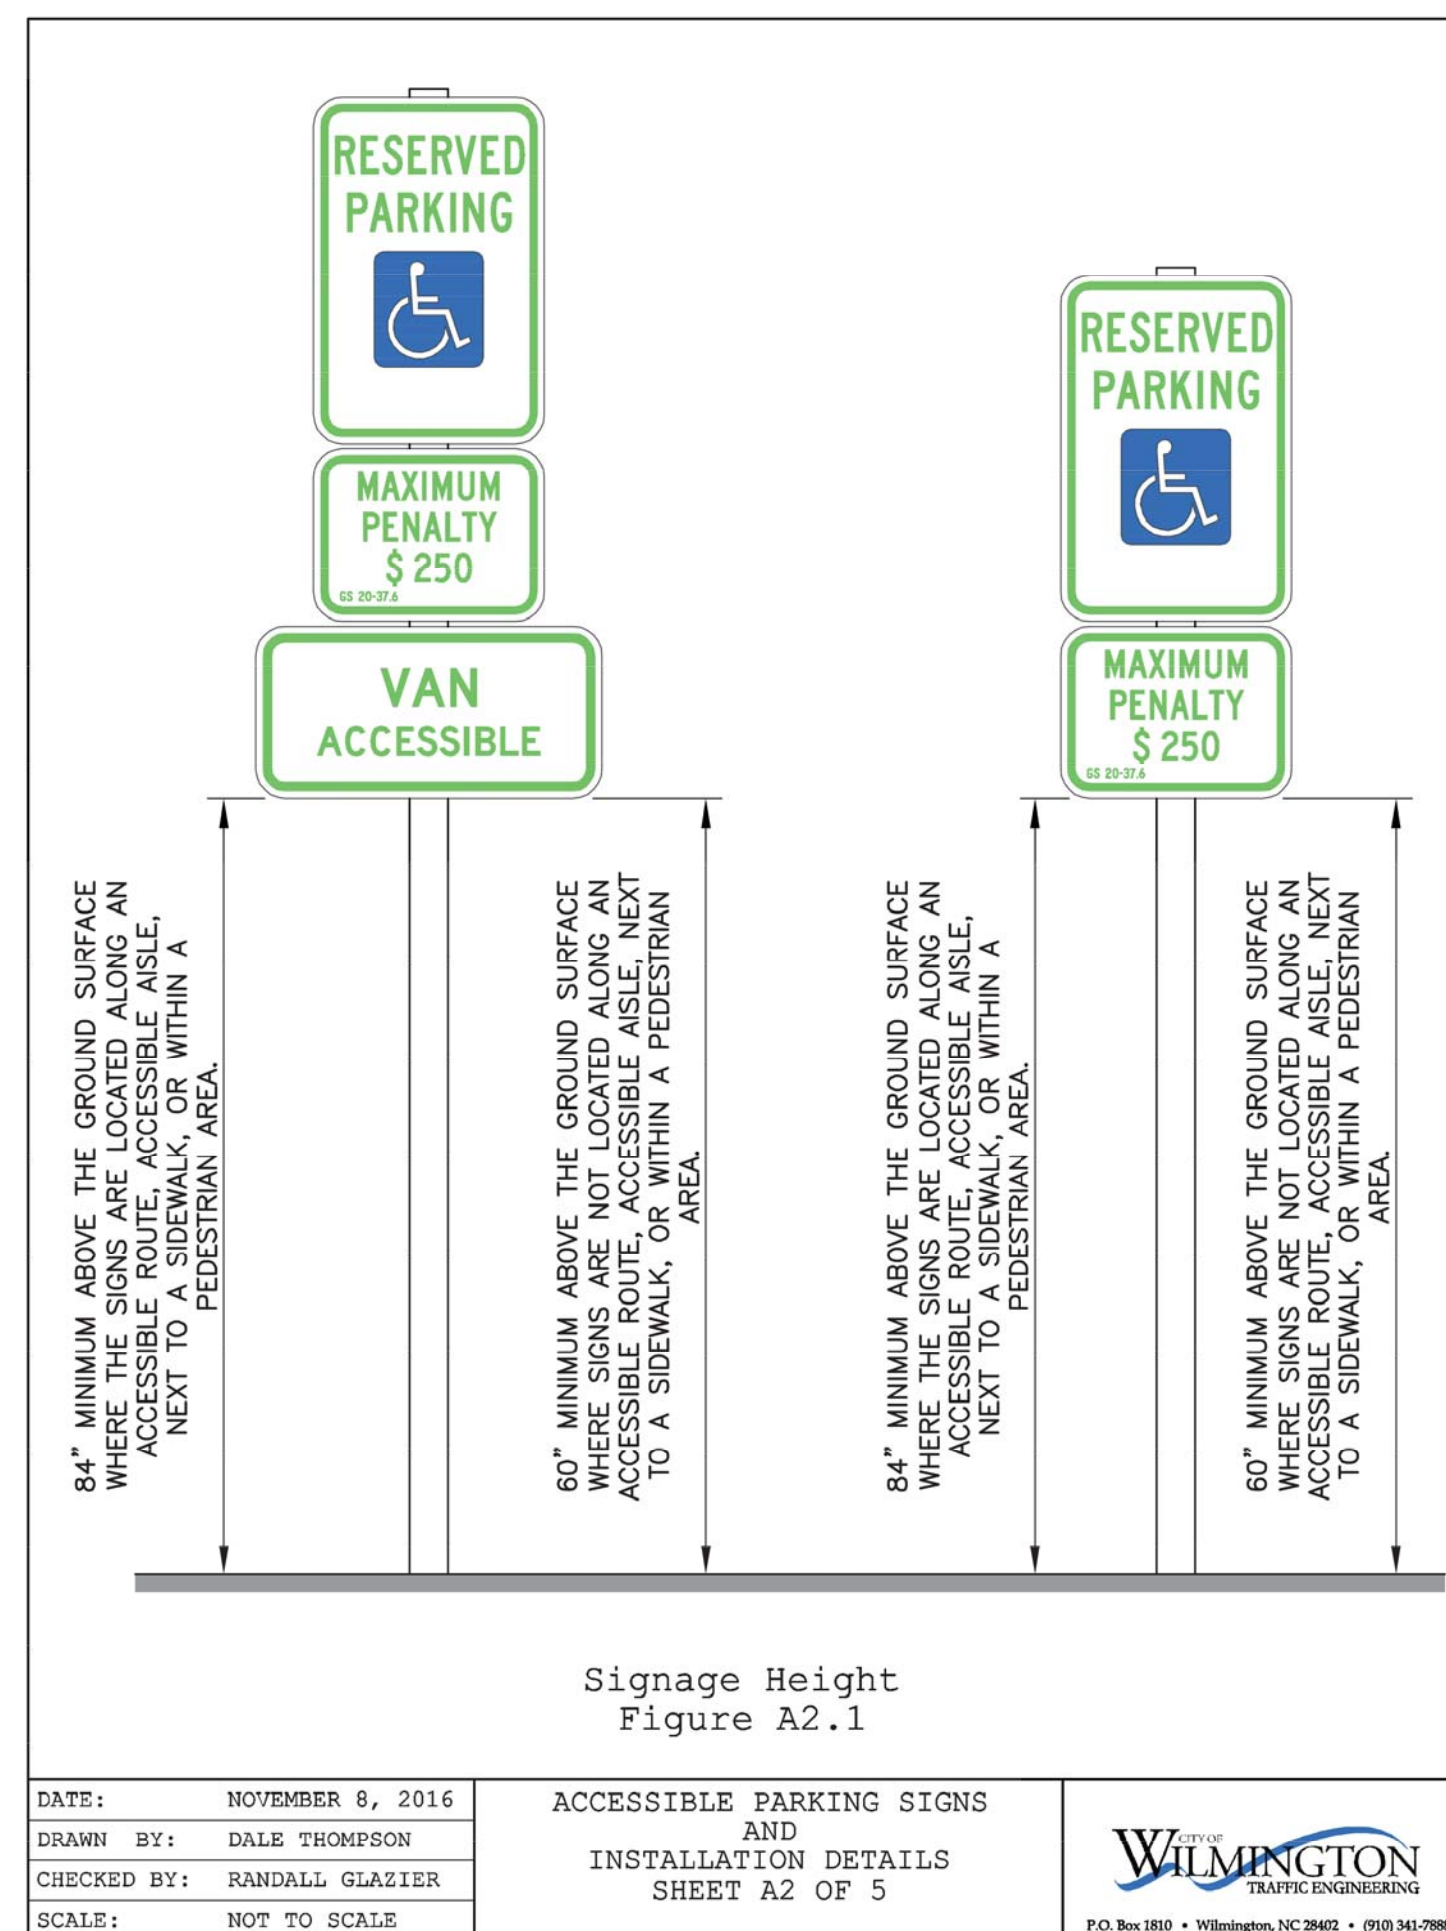 RESERVED
PARKING
MAXIMUM
PENALTY
$ 250
GS 20-37.6
VAN
ACCESSIBLE
RESERVED
PARKING
MAXIMUM
PENALTY
$ 250
GS 20-37.6
84" MINIMUM ABOVE THE GROUND SURFACE
WHERE THE SIGNS ARE LOCATED ALONG AN
ACCESSIBLE ROUTE, ACCESSIBLE AISLE,
NEXT TO A SIDEWALK, OR WITHIN A
PEDESTRIAN AREA.
60" MINIMUM ABOVE THE GROUND SURFACE
WHERE SIGNS ARE NOT LOCATED ALONG AN
ACCESSIBLE ROUTE, ACCESSIBLE AISLE, NEXT
TO A SIDEWALK, OR WITHIN A PEDESTRIAN
AREA.
84" MINIMUM ABOVE THE GROUND SURFACE
WHERE THE SIGNS ARE LOCATED ALONG AN
ACCESSIBLE ROUTE, ACCESSIBLE AISLE,
NEXT TO A SIDEWALK, OR WITHIN A
PEDESTRIAN AREA.
60" MINIMUM ABOVE THE GROUND SURFACE
WHERE SIGNS ARE NOT LOCATED ALONG AN
ACCESSIBLE ROUTE, ACCESSIBLE AISLE, NEXT
TO A SIDEWALK, OR WITHIN A PEDESTRIAN
AREA.
Signage Height
Figure A2.1
DATE: NOVEMBER 8, 2016
DRAWN BY: DALE THOMPSON
CHECKED BY: RANDALL GLAZIER
SCALE: NOT TO SCALE
ACCESSIBLE PARKING SIGNS
AND
INSTALLATION DETAILS
SHEET A2 OF 5
CITY OF
WILMINGTON
TRAFFIC ENGINEERING
P.O. Box 1810 • Wilmington, NC 28402 • (910) 341-7888